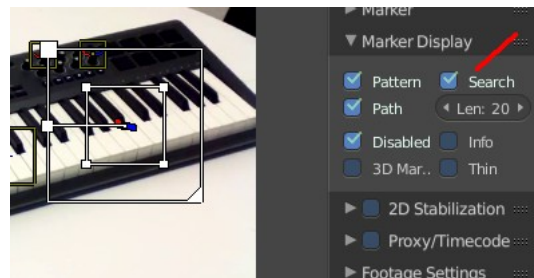 Marker
Marker Display
Pattern Search
Path Len: 20
Disabled Info
3D Mar.. Thin
2D Stabilization
Proxy/Timecode
Footage Settings